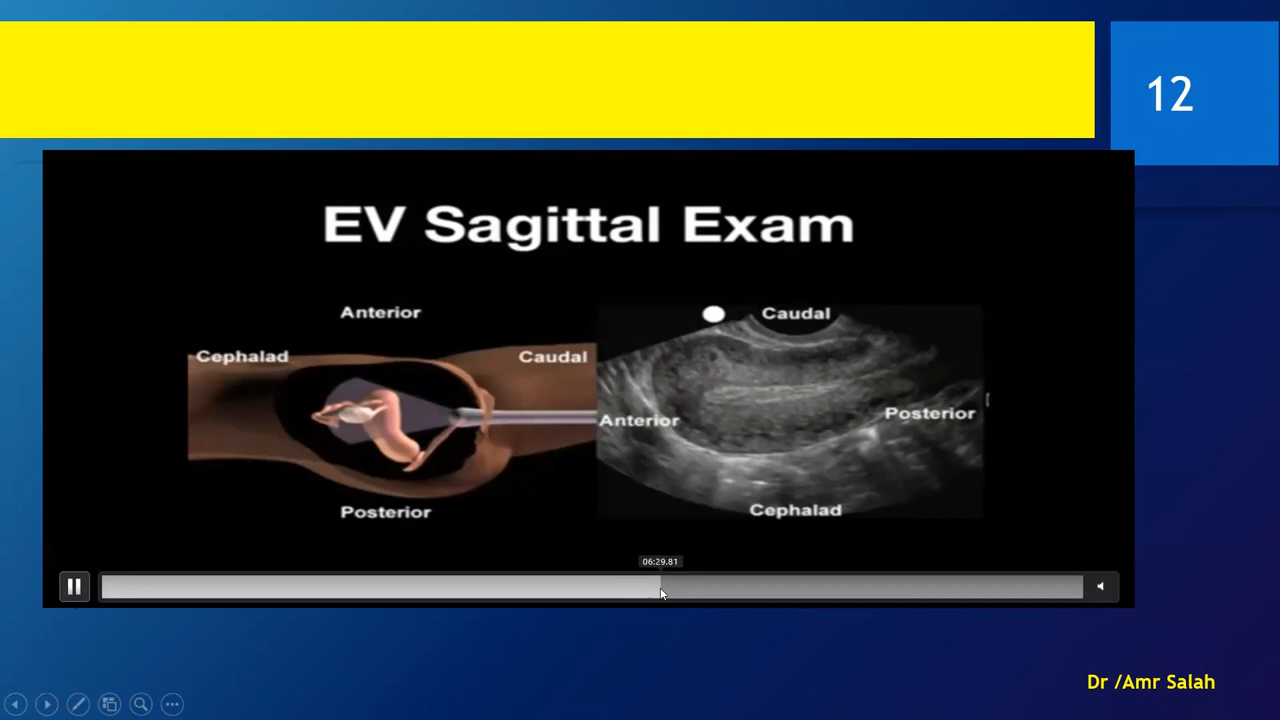 12
EV Sagittal Exam
Anterior
Cephalad
Caudal
Posterior
Caudal
Anterior
Posterior
Cephalad
06:29.81
Dr /Amr Salah